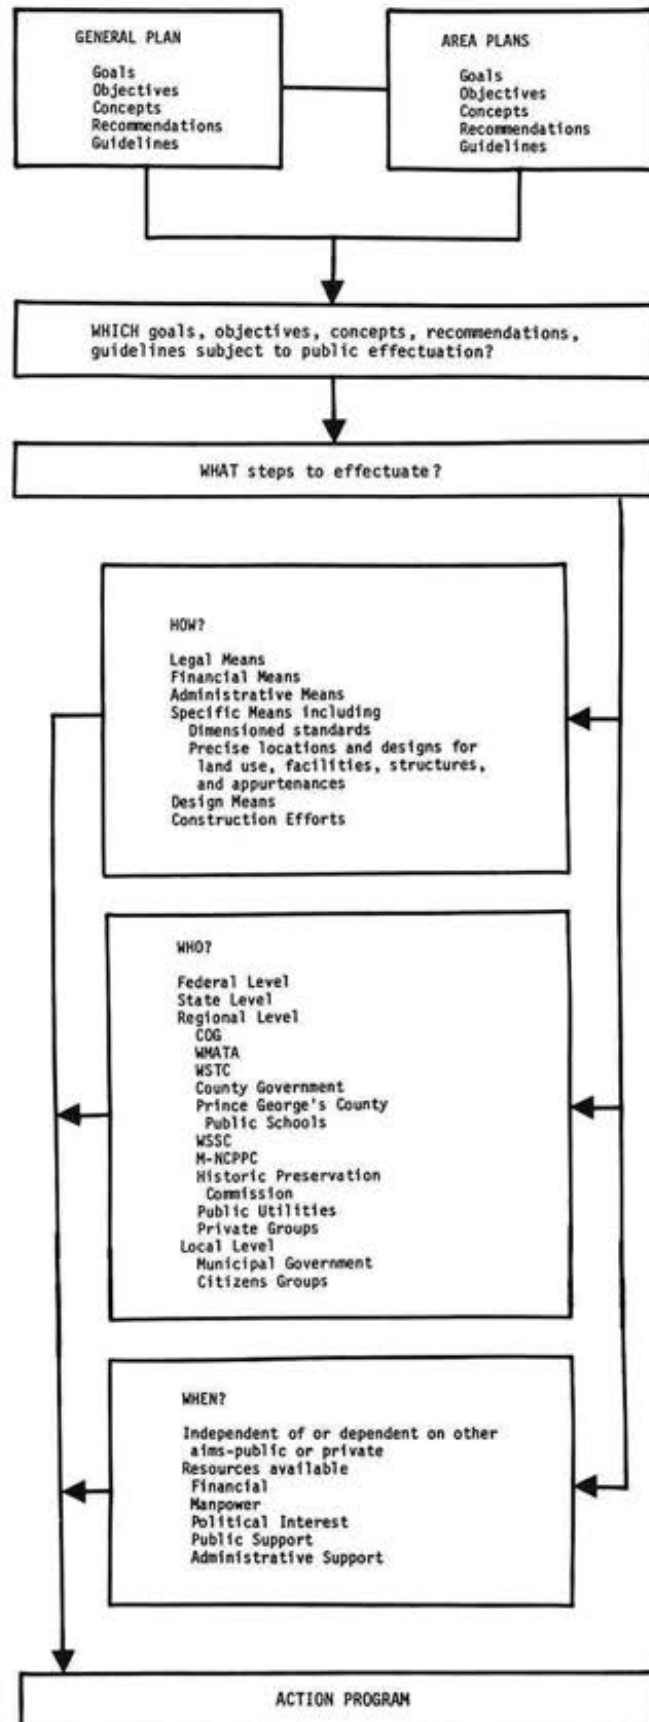 GENERAL PLAN
Goals
Objectives
Concepts
Recommendations
Guidelines
AREA PLANS
Goals
Objectives
Concepts
Recommendations
Guidelines
WHICH goals, objectives, concepts, recommendations,
guidelines subject to public effectuation?
WHAT steps to effectuate?
HOW?
Legal Means
Financial Means
Administrative Means
Specific Means including
Dimensioned standards
Precise locations and designs for
land use, facilities, structures,
and appurtenances
Design Means
Construction Efforts
WHO?
Federal Level
State Level
Regional Level
COG
WMATA
WSTC
County Government
Prince George's County
Public Schools
WSSC
M-NCPPC
Historic Preservation
Commission
Public Utilities
Private Groups
Local Level
Municipal Government
Citizens Groups
WHEN?
Independent of or dependent on other
aims-public or private
Resources available
Financial
Manpower
Political Interest
Public Support
Administrative Support
ACTION PROGRAM